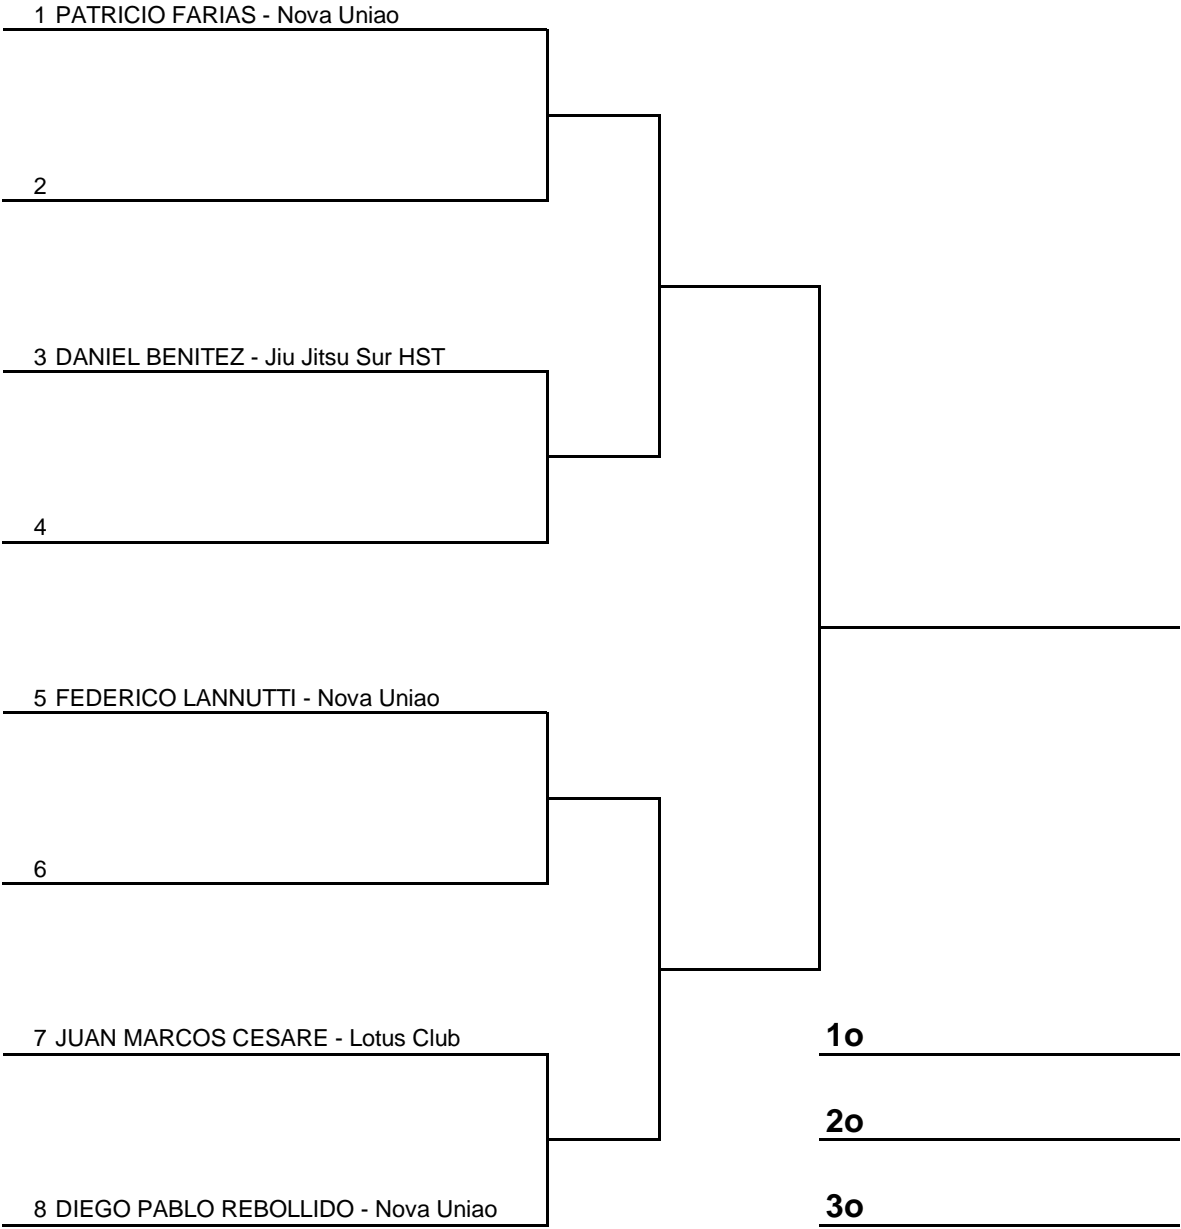 1 PATRICIO FARIAS - Nova Uniao
2
3 DANIEL BENITEZ - Jiu Jitsu Sur HST
4
5 FEDERICO LANNUTTI - Nova Uniao
6
7 JUAN MARCOS CESARE - Lotus Club
1o
2o
8 DIEGO PABLO REBOLLIDO - Nova Uniao
3o